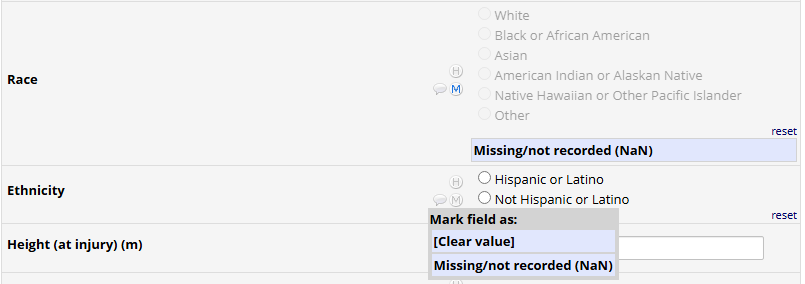 White
Black or African American
Asian
Race
H
American Indian or Alaskan Native
M
Native Hawaiian or Other Pacific Islander
Other
reset
Missing/not recorded (NaN)
Ethnicity
H
Hispanic or Latino
M
Not Hispanic or Latino
reset
Mark field as:
Height (at injury) (m)
[Clear value]
Missing/not recorded (NaN)